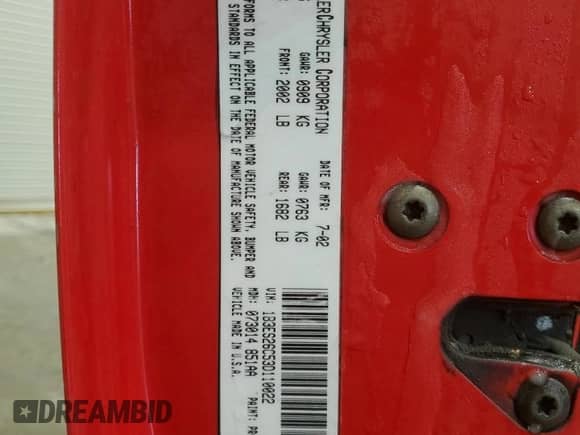 ERCHRYSLER CORPORATION
DATE OF MFR: 7-02
GAWR: 0909 KG
GAWR: 0763 KG
FRONT: 2002 LB
REAR: 1682 LB
FORMS TO ALL APPLICABLE FEDERAL MOTOR VEHICLE SAFETY, BUMPER AND
STANDARDS IN EFFECT ON THE DATE OF MANUFACTURE SHOWN ABOVE.
VIN: 1B3ES26C53D110022
MDH: 073014 851AA
VEHICLE MADE IN U.S.A.
PAINT: PR
DREAMBID